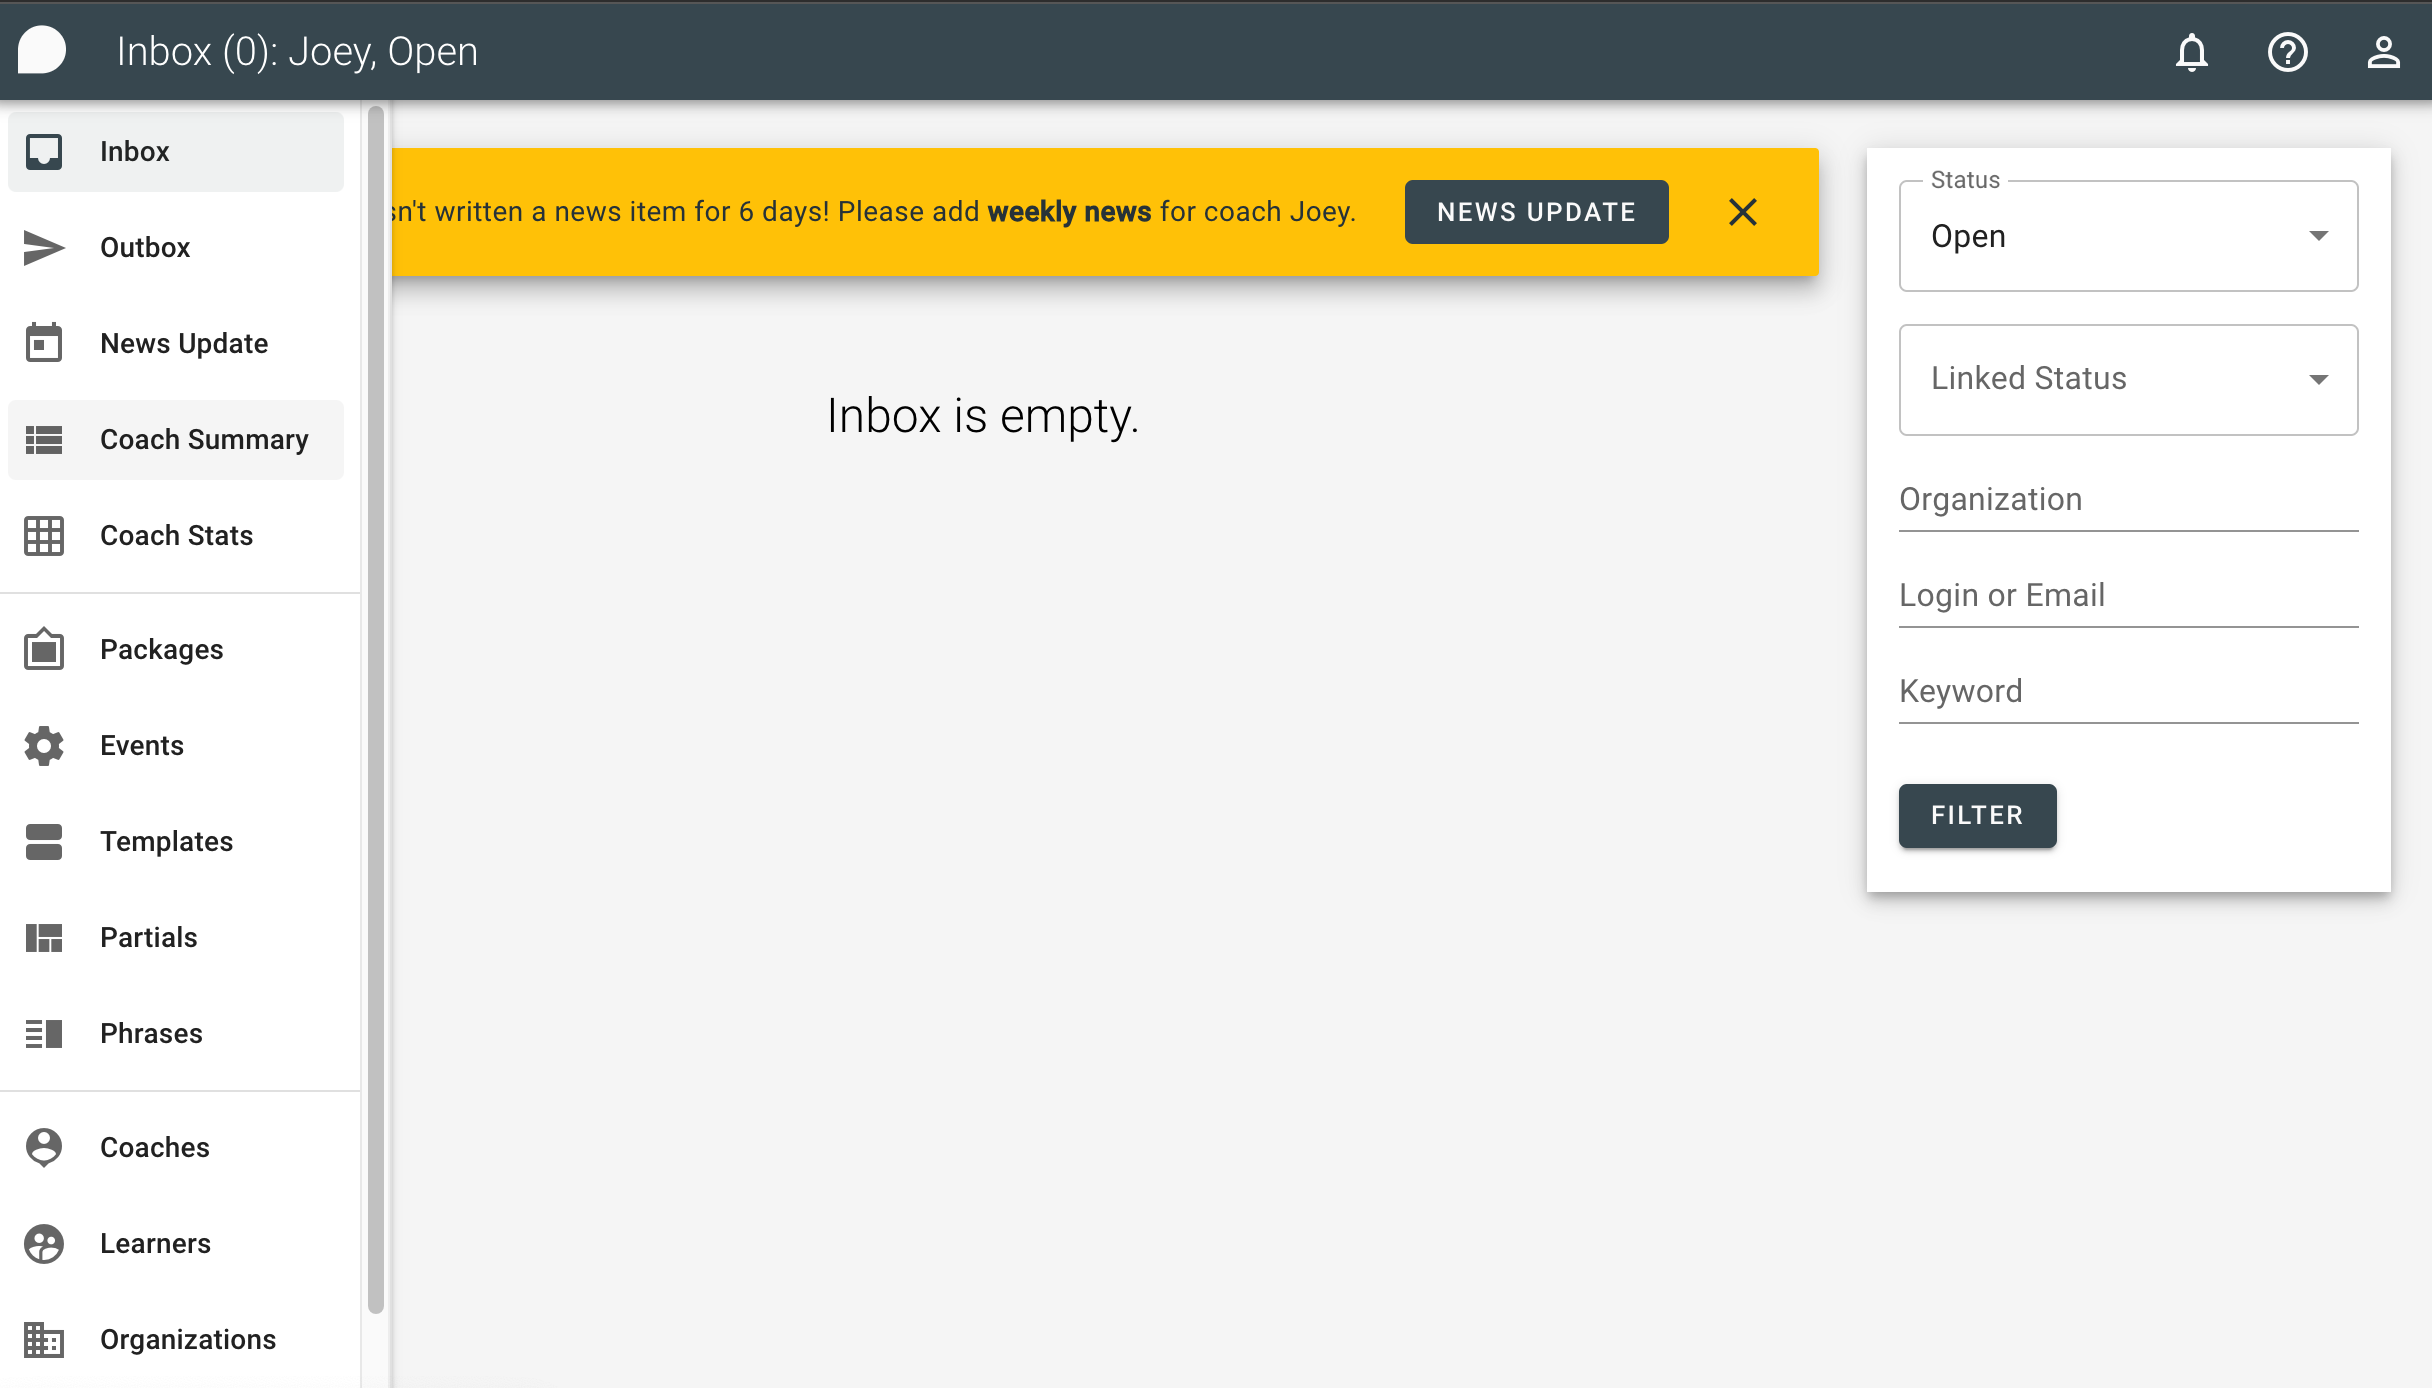 Inbox (0): Joey, Open
Inbox
Outbox
News Update
Coach Summary
Coach Stats
Packages
Events
Templates
Partials
Phrases
Coaches
Learners
Organizations
written a news item for 6 days! Please add weekly news for coach Joey.
NEWS UPDATE
Inbox is empty.
Status
Open
Linked Status
Organization
Login or Email
Keyword
FILTER